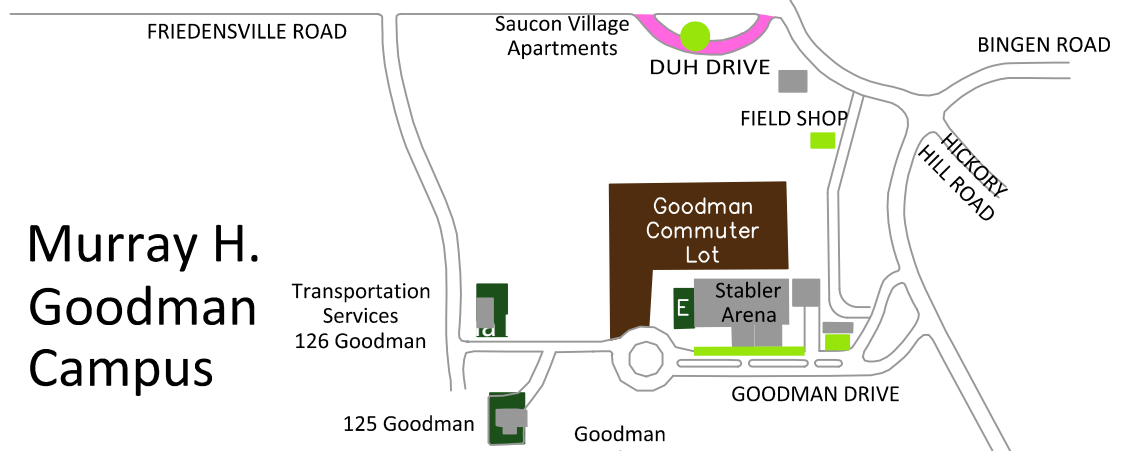 FRIEDENSVILLE ROAD
Saucon Village
Apartments
DUH DRIVE
BINGEN ROAD
FIELD SHOP
HICKORY
HILL ROAD
Goodman
Commuter
Lot
Murray H.
Goodman
Campus
Transportation
Services
126 Goodman
E
Stabler
Arena
GOODMAN DRIVE
125 Goodman
Goodman